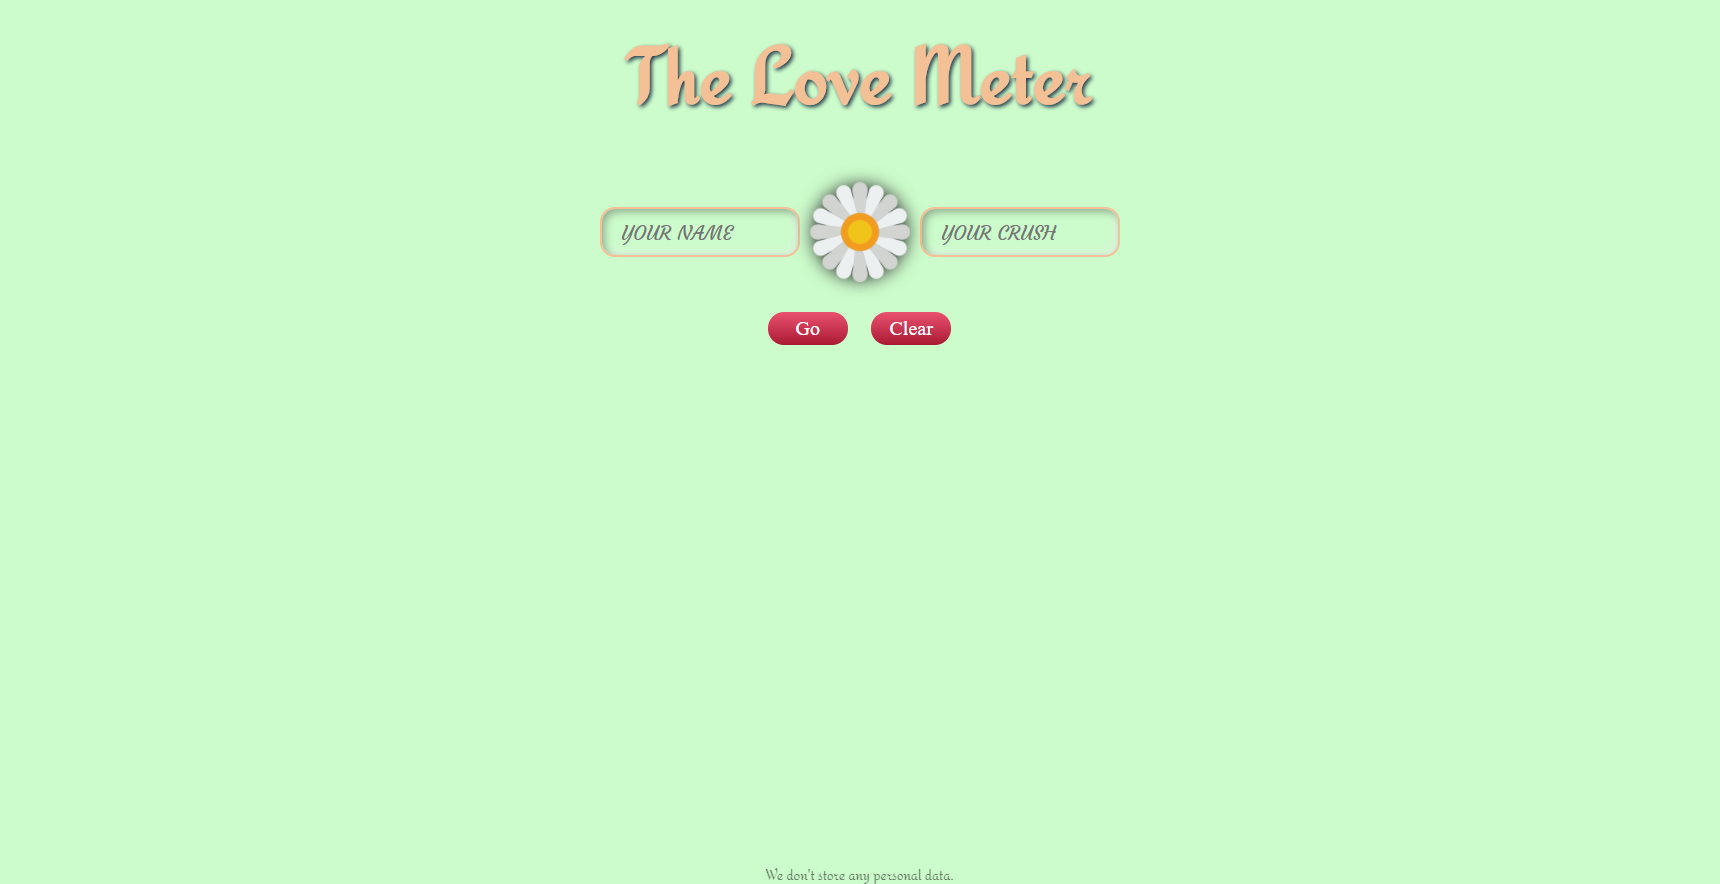 The Love Meter
YOUR NAME
YOUR CRUSH
Go
Clear
We don't store any personal data.